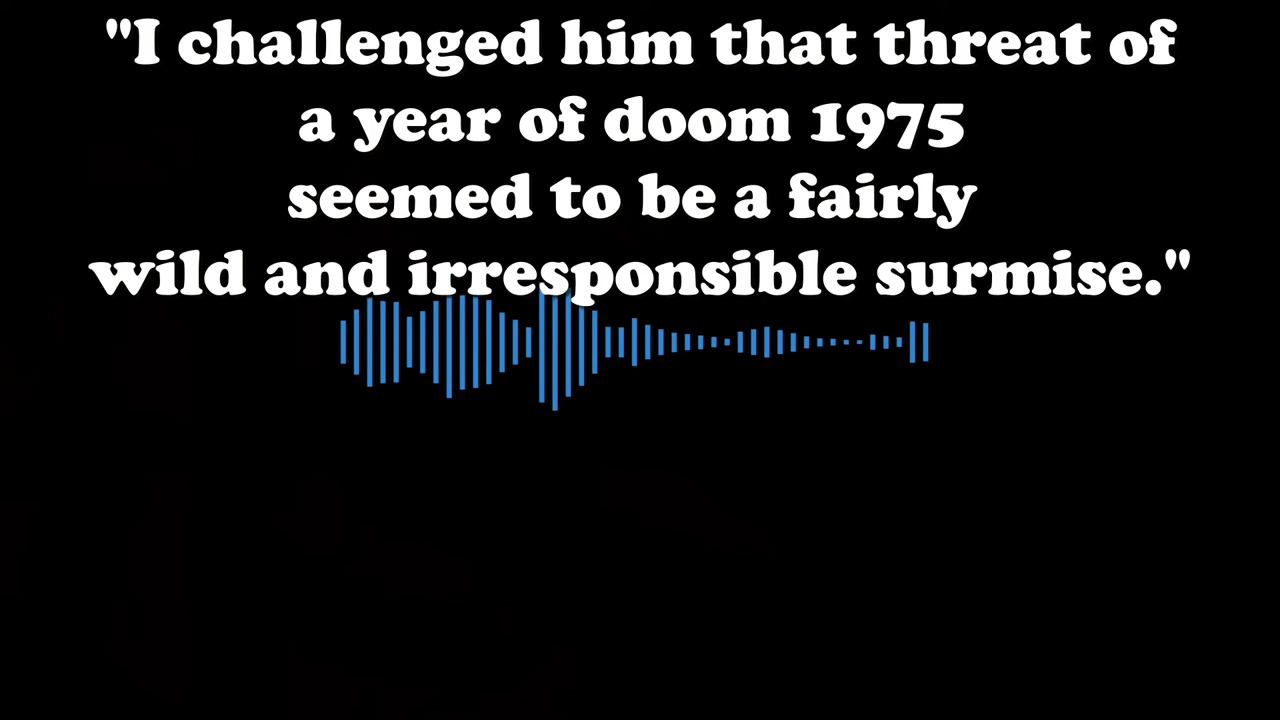 "I challenged him that threat of
a year of doom 1975
seemed to be a fairly
wild and irresponsible surmise."